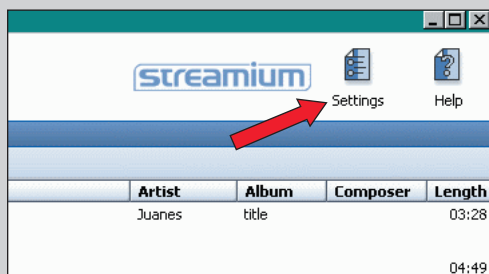 streamium
Settings Help
Artist Album Composer Length
Juanes title 03:28
04:49